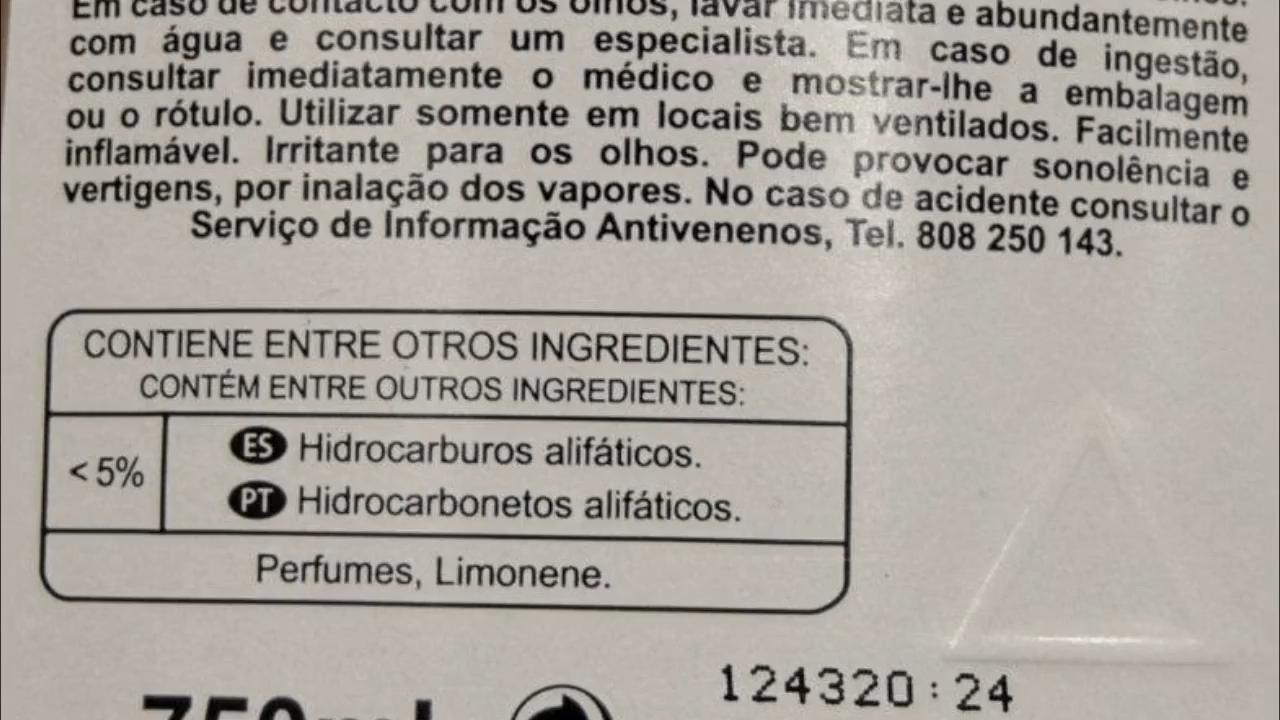 Em caso de contacto com os olhos, lavar imediata e abundantemente
com água e consultar um especialista. Em caso de ingestão,
consultar imediatamente o médico e mostrar-lhe a embalagem
ou o rótulo. Utilizar somente em locais bem ventilados. Facilmente
inflamável. Irritante para os olhos. Pode provocar sonolência e
vertigens, por inalação dos vapores. No caso de acidente consultar o
Serviço de Informação Antivenenos, Tel. 808 250 143.
CONTIENE ENTRE OTROS INGREDIENTES:
CONTÉM ENTRE OUTROS INGREDIENTES:
< 5%
ES Hidrocarburos alifáticos.
PT Hidrocarbonetos alifáticos.
Perfumes, Limonene.
124320:24
750ml